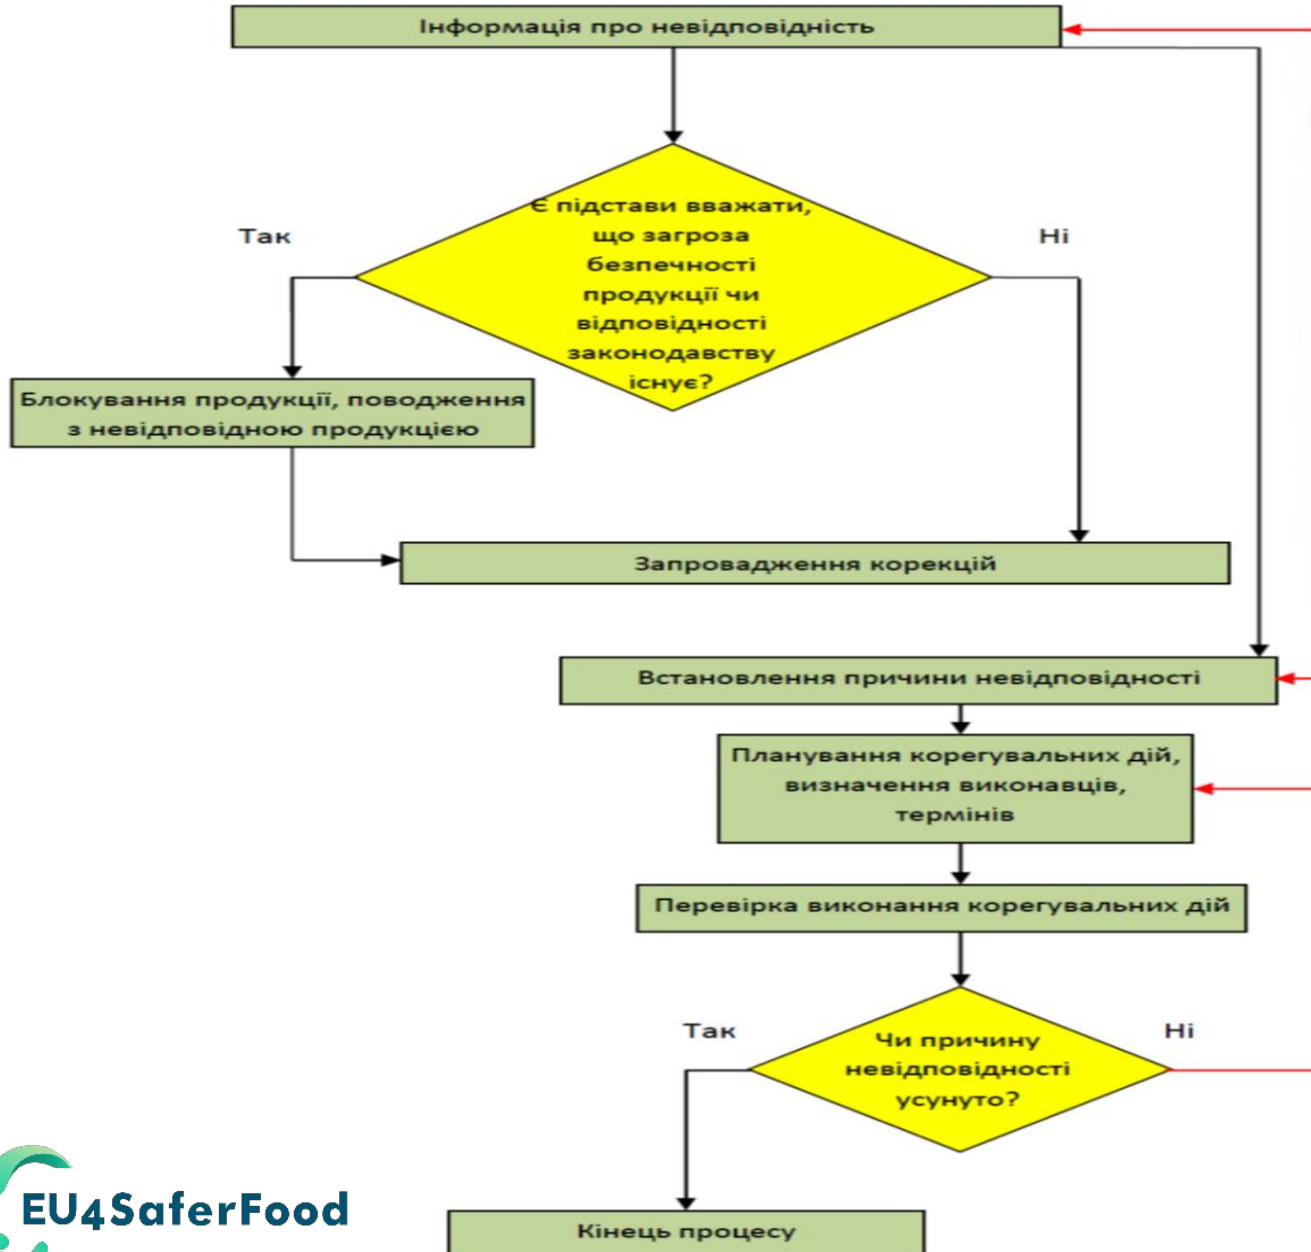 Інформація про невідповідність
Є підстави вважати,
що загроза
безпечності
продукції чи
відповідності
законодавству
існує?
Так
Ні
Блокування продукції, поводження
з невідповідною продукцією
Запровадження корекцій
Встановлення причини невідповідності
Планування корегувальних дій,
визначення виконавців,
термінів
Перевірка виконання корегувальних дій
Так
Ні
Чи причину
невідповідності
усунуто?
EU4SaferFood
Кінець процесу